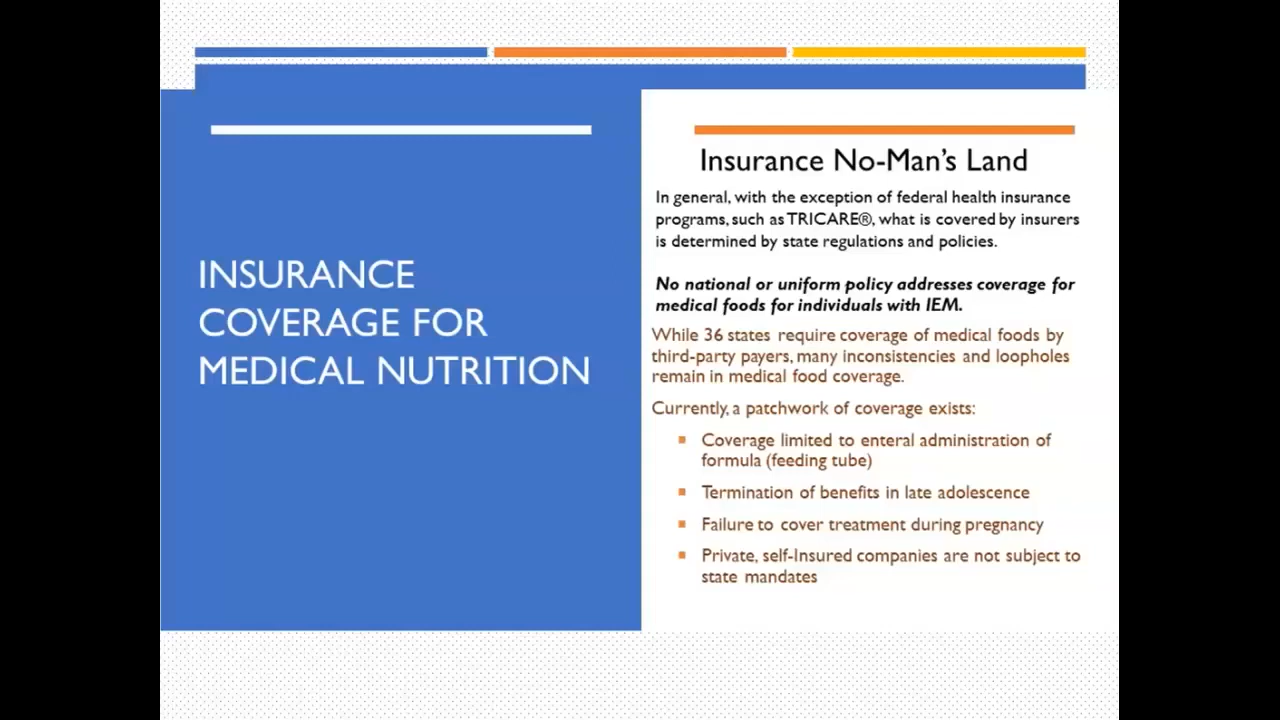 INSURANCE
COVERAGE FOR
MEDICAL NUTRITION
Insurance No-Man's Land
In general, with the exception of federal health insurance
programs, such as TRICARE®, what is covered by insurers
is determined by state regulations and policies.
No national or uniform policy addresses coverage for
medical foods for individuals with IEM.
While 36 states require coverage of medical foods by
third-party payers, many inconsistencies and loopholes
remain in medical food coverage.
Currently, a patchwork of coverage exists:
▪ Coverage limited to enteral administration of
formula (feeding tube)
▪ Termination of benefits in late adolescence
▪ Failure to cover treatment during pregnancy
▪ Private, self-Insured companies are not subject to
state mandates